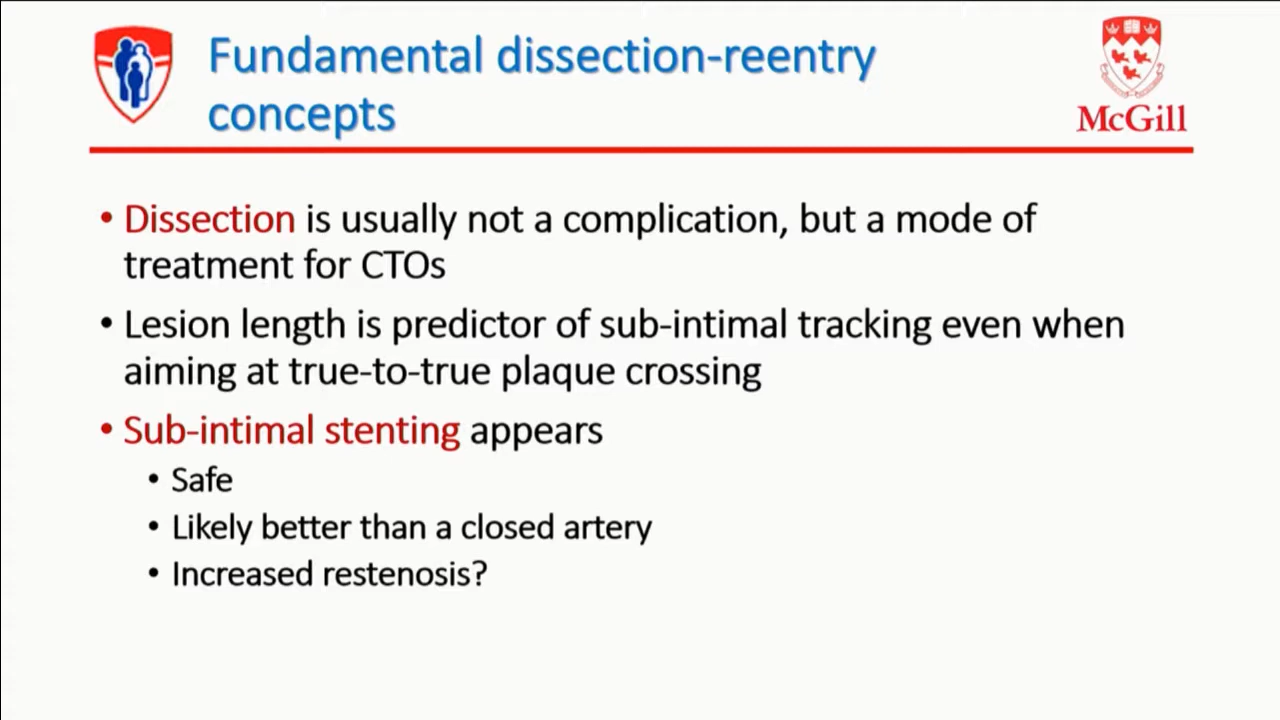 Fundamental dissection-reentry
concepts
McGill
• Dissection is usually not a complication, but a mode of
treatment for CTOs
• Lesion length is predictor of sub-intimal tracking even when
aiming at true-to-true plaque crossing
• Sub-intimal stenting appears
• Safe
• Likely better than a closed artery
• Increased restenosis?